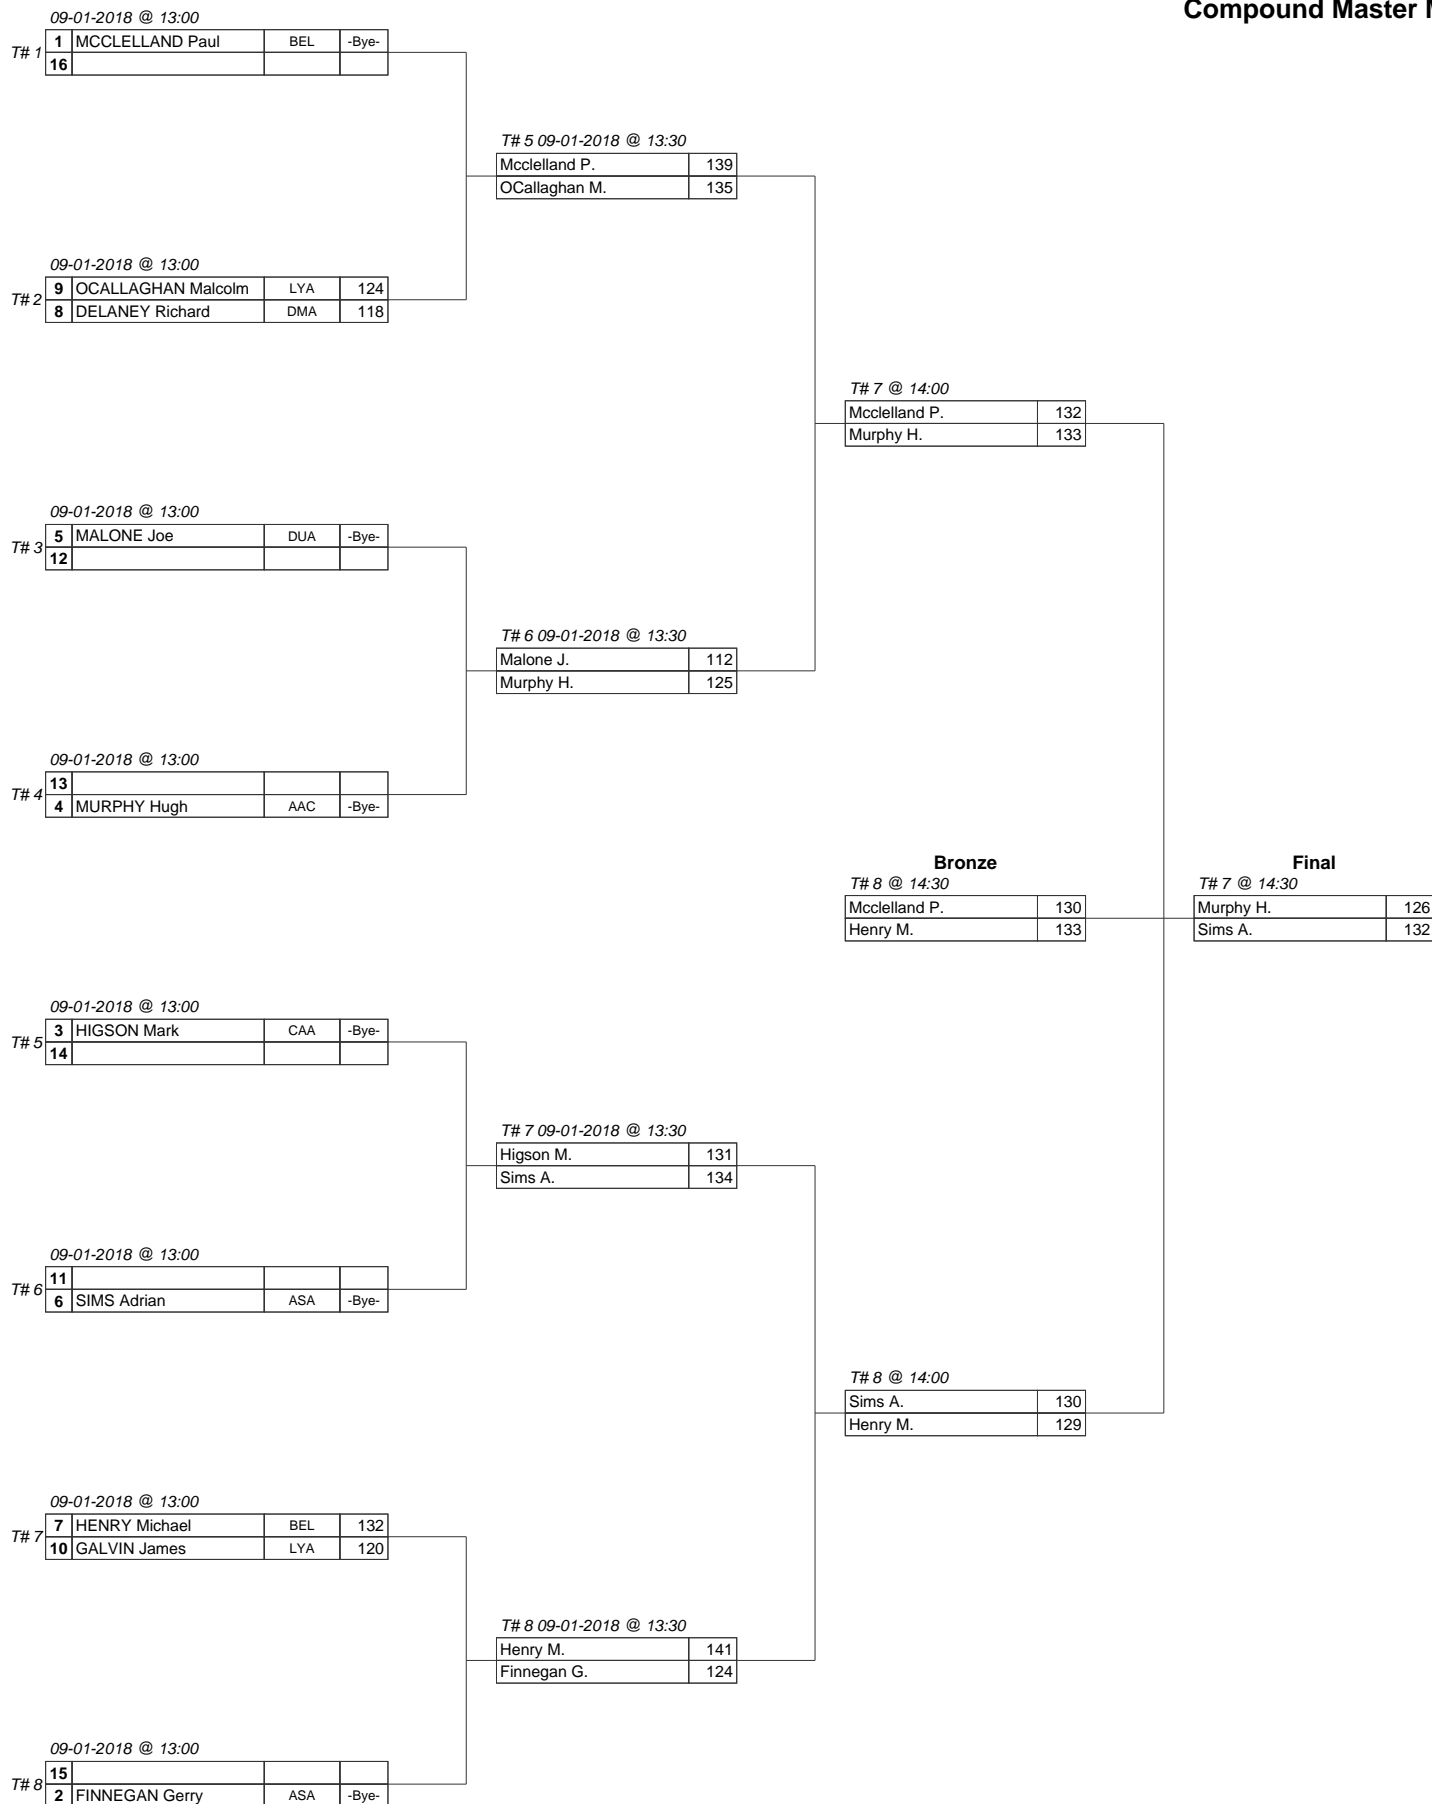 Compound Master M
09-01-2018 @ 13:00
T# 1
1 MCCLELLAND Paul BEL -Bye-
16
T# 5 09-01-2018 @ 13:30
Mcclelland P. 139
OCallaghan M. 135
09-01-2018 @ 13:00
T# 2
9 OCALLAGHAN Malcolm LYA 124
8 DELANEY Richard DMA 118
T# 7 @ 14:00
Mcclelland P. 132
Murphy H. 133
09-01-2018 @ 13:00
T# 3
5 MALONE Joe DUA -Bye-
12
T# 6 09-01-2018 @ 13:30
Malone J. 112
Murphy H. 125
09-01-2018 @ 13:00
T# 4
13
4 MURPHY Hugh AAC -Bye-
Bronze
T# 8 @ 14:30
Mcclelland P. 130
Henry M. 133
Final
T# 7 @ 14:30
Murphy H. 126
Sims A. 132
09-01-2018 @ 13:00
T# 5
3 HIGSON Mark CAA -Bye-
14
T# 7 09-01-2018 @ 13:30
Higson M. 131
Sims A. 134
09-01-2018 @ 13:00
T# 6
11
6 SIMS Adrian ASA -Bye-
T# 8 @ 14:00
Sims A. 130
Henry M. 129
09-01-2018 @ 13:00
T# 7
7 HENRY Michael BEL 132
10 GALVIN James LYA 120
T# 8 09-01-2018 @ 13:30
Henry M. 141
Finnegan G. 124
09-01-2018 @ 13:00
T# 8
15
2 FINNEGAN Gerry ASA -Bye-